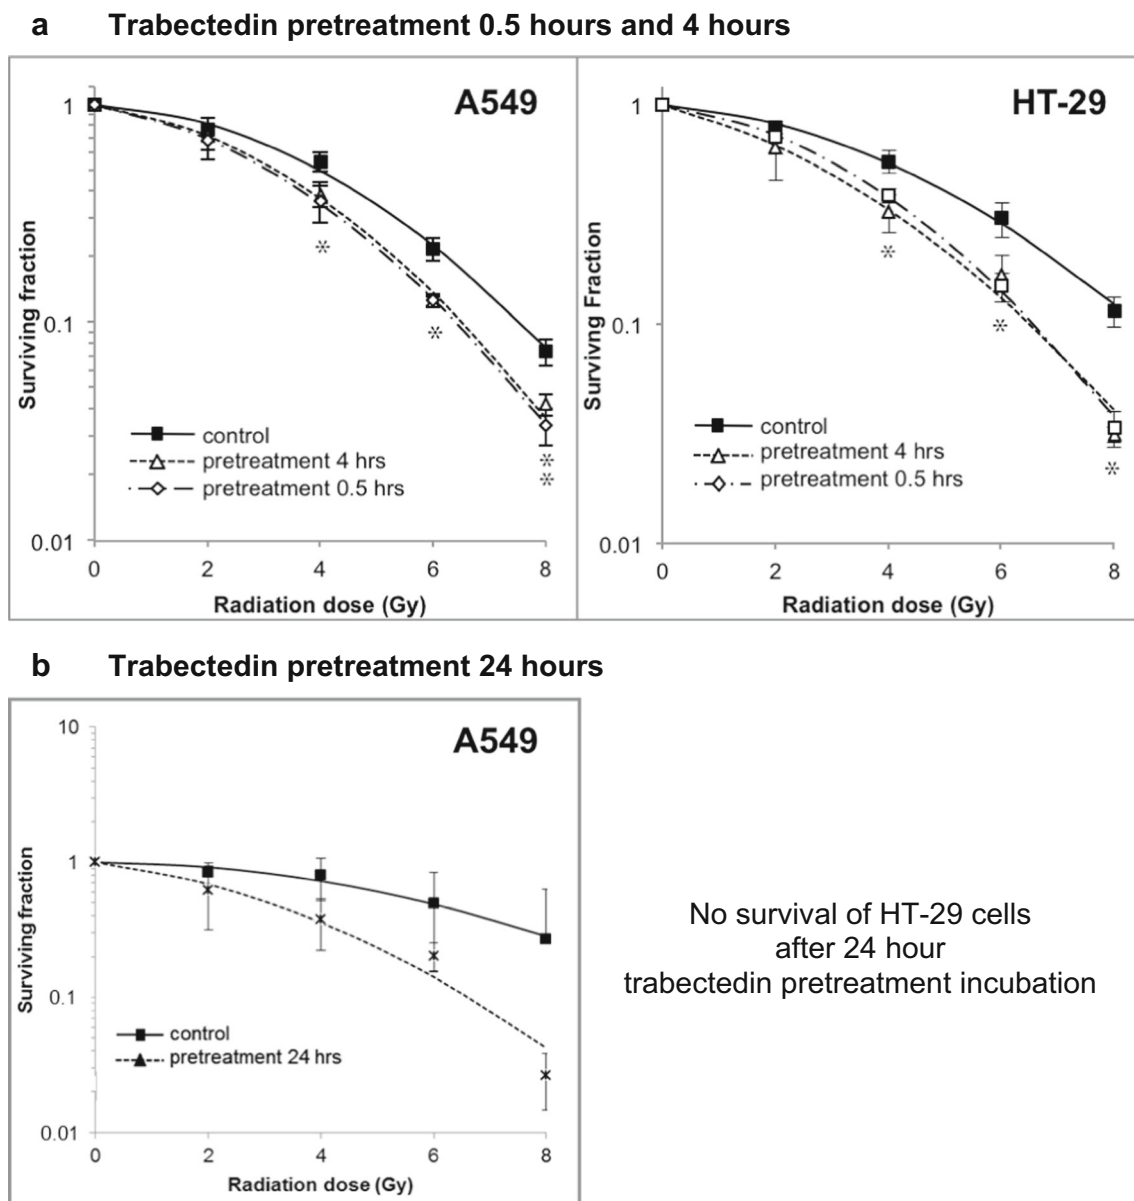 a Trabectedin pretreatment 0.5 hours and 4 hours
A549
1
0.1
0.01
Surviving fraction
control
pretreatment 4 hrs
pretreatment 0.5 hrs
*
*
*
*
0 2 4 6 8
Radiation dose (Gy)
HT-29
1
0.1
0.01
Survivng Fraction
control
pretreatment 4 hrs
pretreatment 0.5 hrs
*
*
*
0 2 4 6 8
Radiation dose (Gy)
b Trabectedin pretreatment 24 hours
A549
10
1
0.1
0.01
Surviving fraction
control
pretreatment 24 hrs
0 2 4 6 8
Radiation dose (Gy)
No survival of HT-29 cells
after 24 hour
trabectedin pretreatment incubation